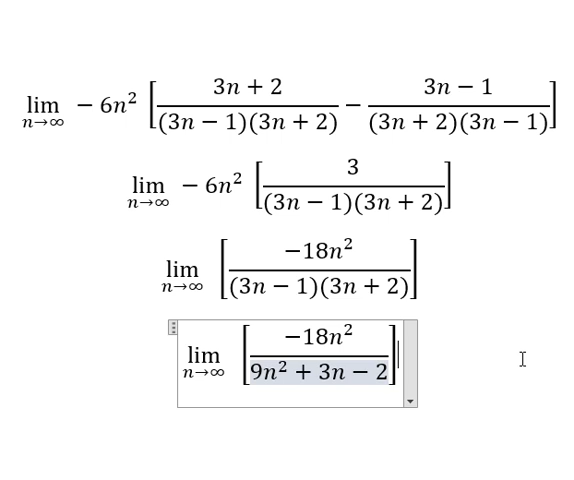 lim n→∞ − 6n² [(3n + 2)/((3n − 1)(3n + 2)) − (3n − 1)/((3n + 2)(3n − 1))]
lim n→∞ − 6n² [3/((3n − 1)(3n + 2))]
lim n→∞ [−18n²/((3n − 1)(3n + 2))]
lim n→∞ [−18n²/(9n² + 3n − 2)]